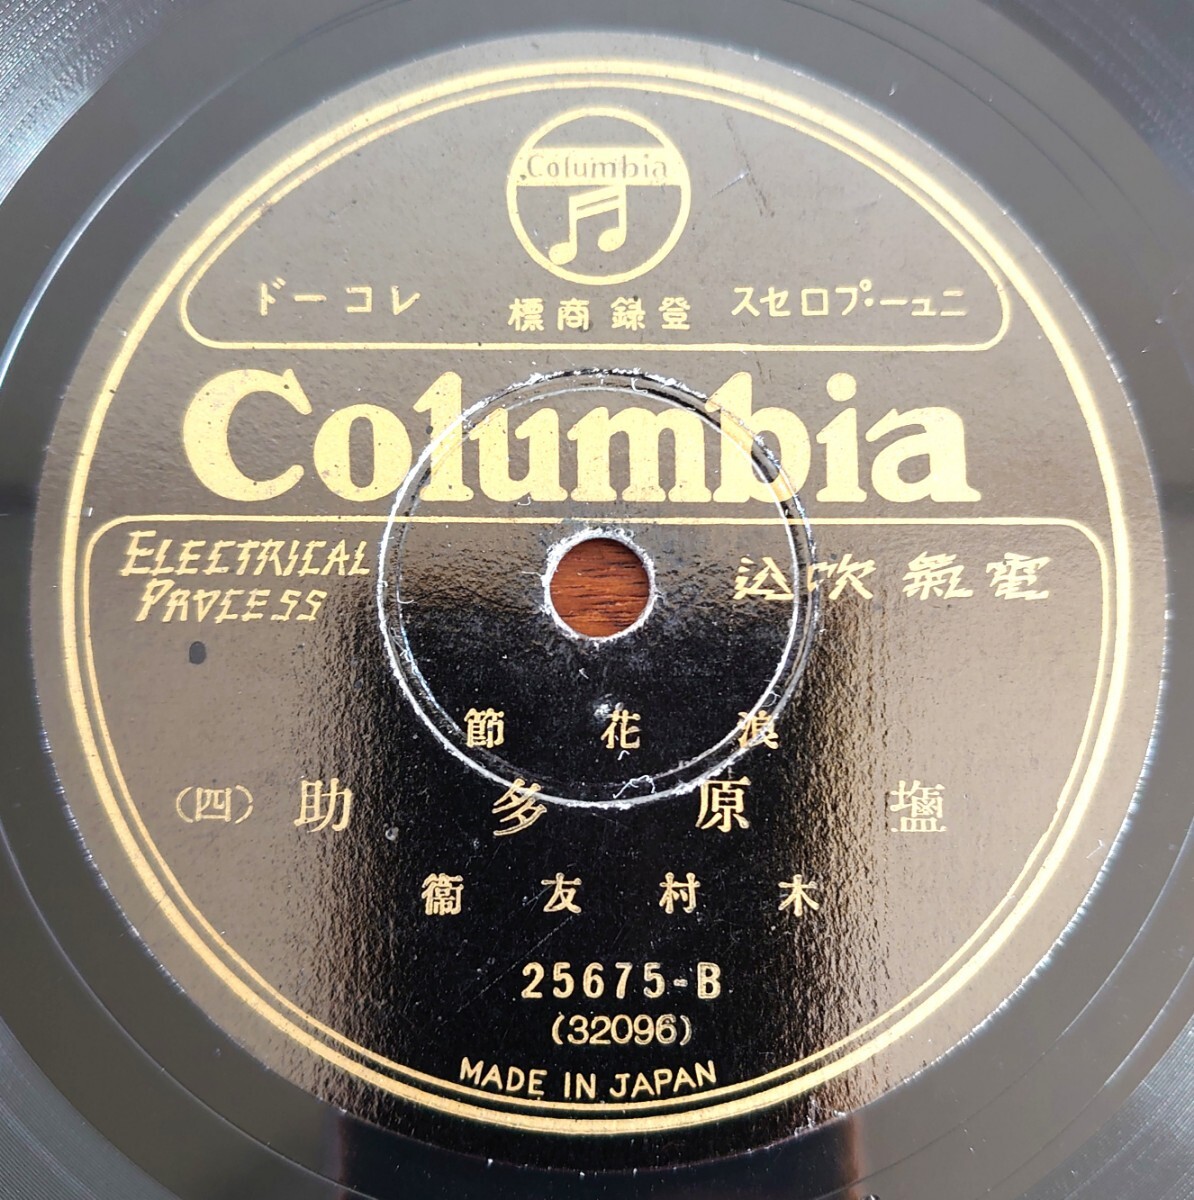 Columbia
ニュー・プロセス 登錄商標 レコード
Columbia
ELECTRICAL PROCESS
電氣吹込
浪花節
鹽原多助 (四)
木村友衞
25675-B
(32096)
MADE IN JAPAN